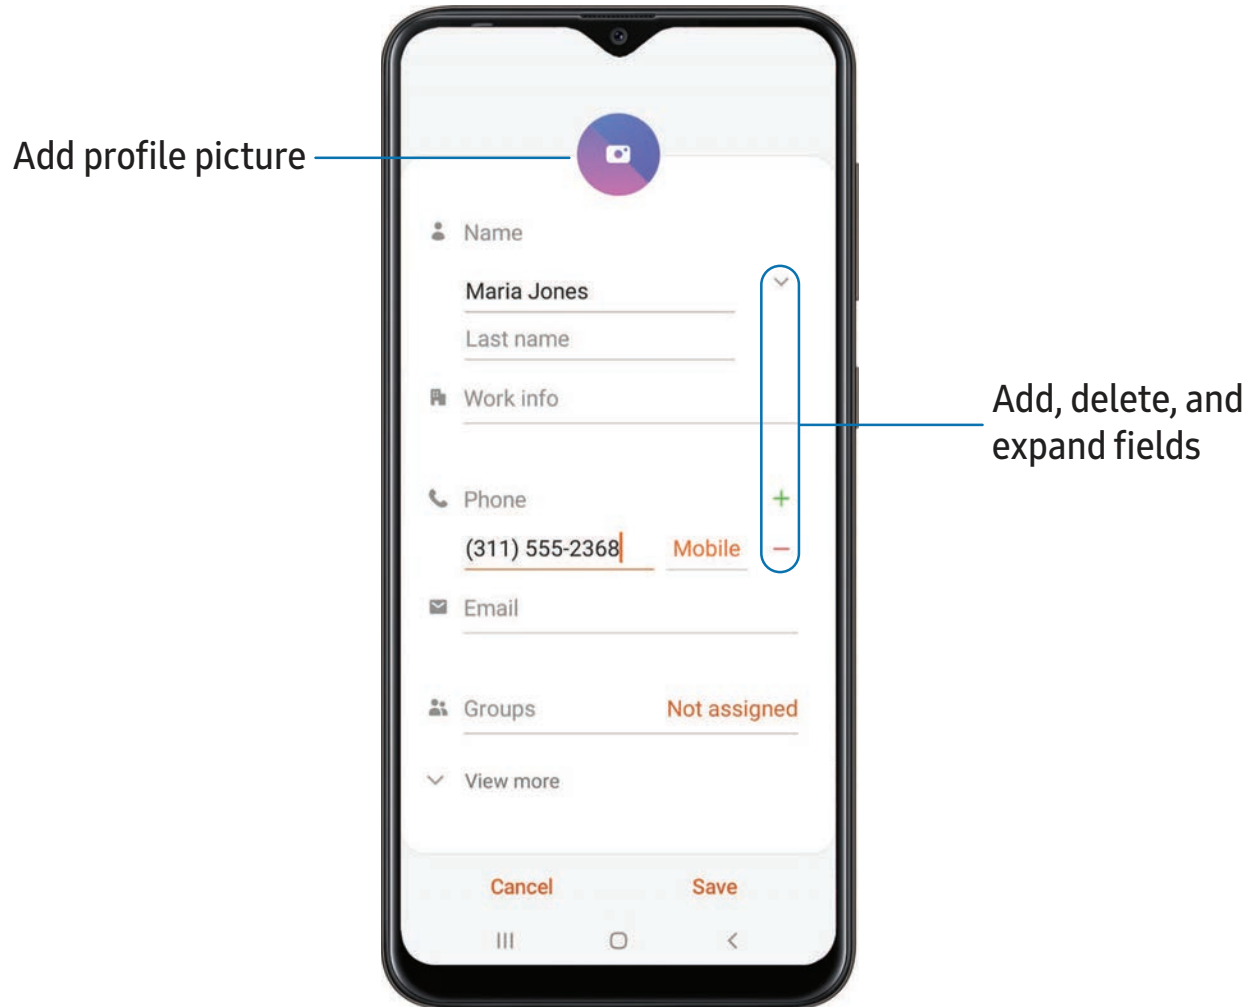 Add profile picture
Name
Maria Jones
Last name
Work info
Add, delete, and
expand fields
Phone
(311) 555-2368 Mobile
Email
Groups Not assigned
View more
Cancel Save